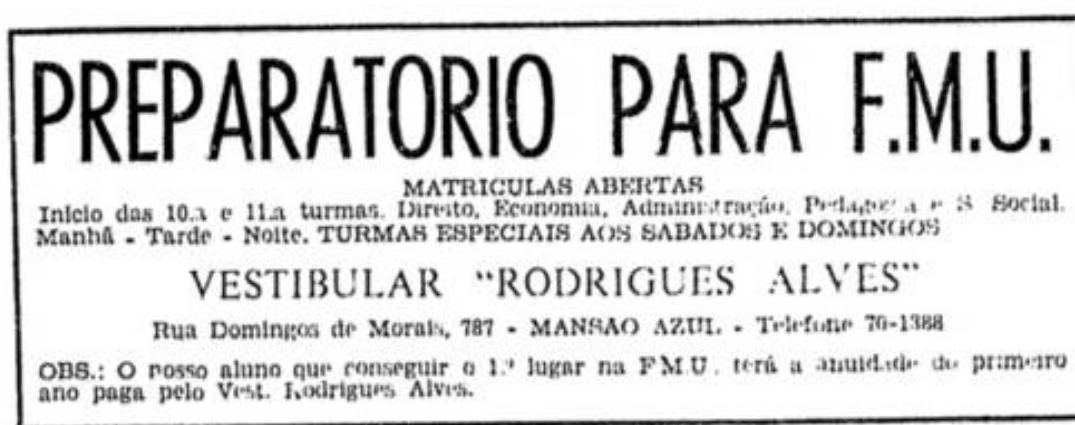 PREPARATORIO PARA F.M.U.
MATRICULAS ABERTAS
Início das 10.a e 11.a turmas. Direito, Economia, Administração, Pedagogia e S. Social.
Manhã - Tarde - Noite. TURMAS ESPECIAIS AOS SABADOS E DOMINGOS
VESTIBULAR "RODRIGUES ALVES"
Rua Domingos de Morais, 787 - MANSAO AZUL - Telefone 70-1388
OBS.: O nosso aluno que conseguir o 1.º lugar na F.M.U. terá a anuidade do primeiro
ano paga pelo Vest. Rodrigues Alves.